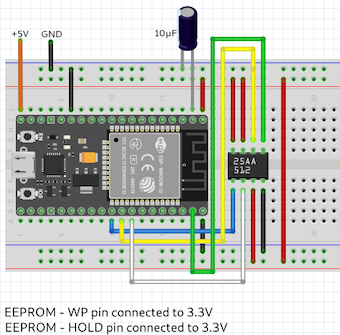 +5V
GND
10µF
25AA
512
EEPROM - WP pin connected to 3.3V
EEPROM - HOLD pin connected to 3.3V